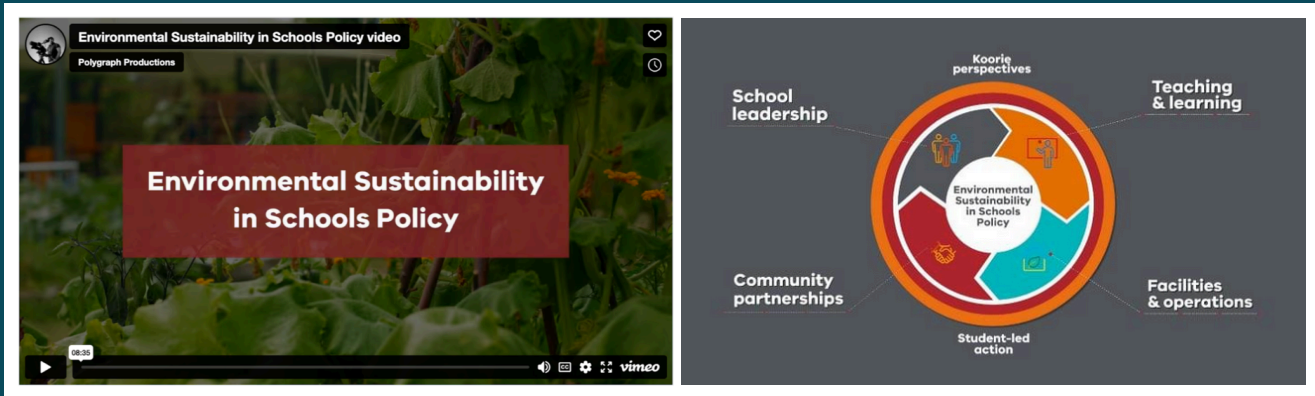 Environmental Sustainability in Schools Policy video
Polygraph Productions
Environmental Sustainability
in Schools Policy
08:35
CC
vimeo
Koorie
perspectives
School
leadership
Teaching
& learning
Environmental
Sustainability
in Schools
Policy
Community
partnerships
Facilities
& operations
Student-led
action